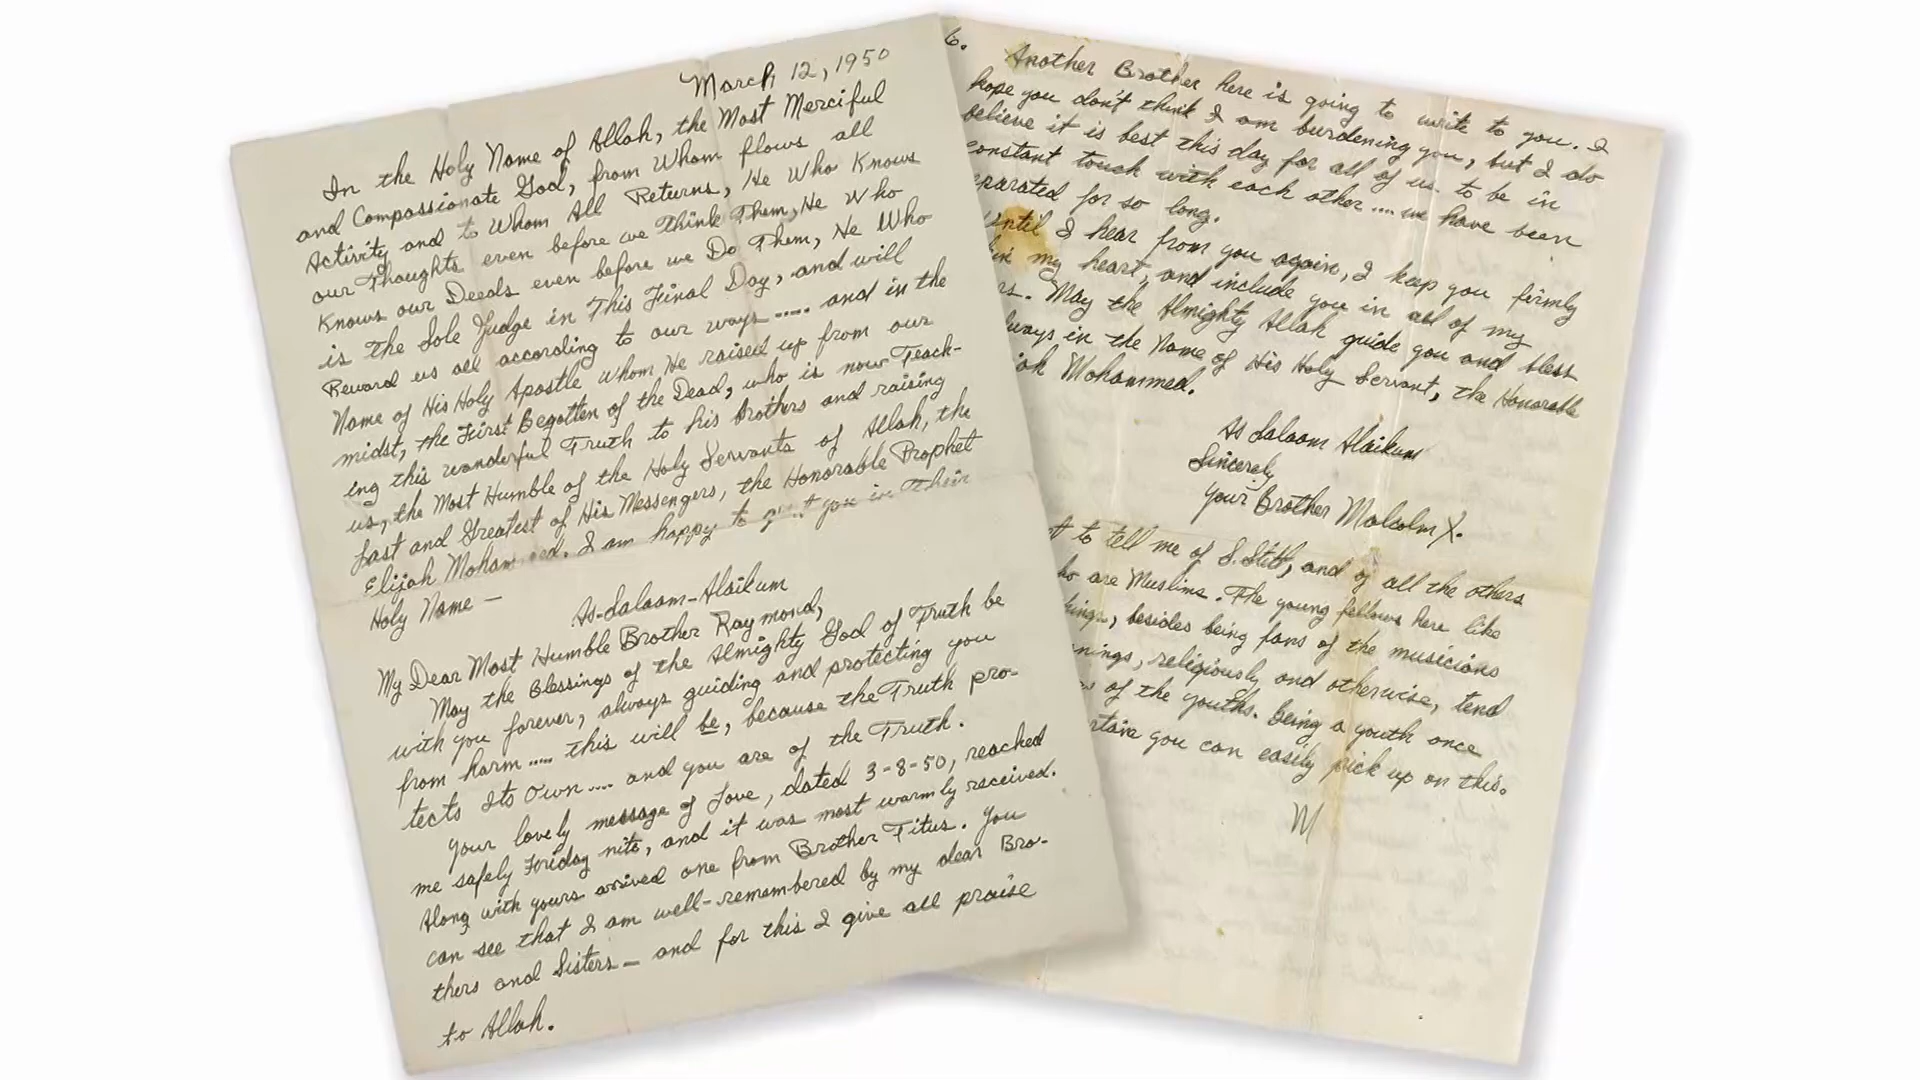 March 12, 1950
In the Holy Name of Allah, the Most Merciful
and Compassionate God, from Whom flows all
Activity and to Whom All Returns, He Who Knows
our Thoughts even before we Think Them, He Who
Knows our Deeds even before we Do Them, He Who
is the Sole Judge in This Final Day, and will
Reward us all according to our ways ..... and in the
Name of His Holy Apostle Whom He raised up from our
midst, the First Begotten of the Dead, who is now Teach-
ing this wonderful Truth to his brothers and raising
us, the Most Humble of the Holy Servants of Allah, the
Last and Greatest of His Messengers, the Honorable Prophet
Elijah Mohammed. I am happy to greet you in Their
Holy Name —
As-Salaam-Alaikum
My Dear Most Humble Brother Raymond,
May the Blessings of the Almighty God of Truth be
with you forever, always guiding and protecting you
from harm ..... this will be, because the Truth pro-
tects Its Own .... and you are of the Truth.
Your lovely message of Love, dated 3-8-50, reached
me safely Friday nite, and it was most warmly received.
Along with yours arrived one from Brother Titus. You
can see that I am well-remembered by my dear Bro-
thers and Sisters — and for this I give all praise
to Allah.
6.
Another Brother here is going to write to you. I
hope you don't think I am burdening you, but I do
believe it is best this day for all of us to be in
constant touch with each other .... we have been
parated for so long.
Until I hear from you again, I keep you firmly
in my heart, and include you in all of my
rs. May the Almighty Allah guide you and bless
ways in the Name of His Holy Servant, the Honorable
jah Mohammed.
As Salaam Alaikum
Sincerely
Your Brother Malcolm X.
t to tell me of S. Stitt, and of all the others
ho are Muslims. The young fellows here like
kings, besides being fans of the musicians
nings, religiously and otherwise, tend
of the youths. Being a youth once
you can easily pick up on this.
M